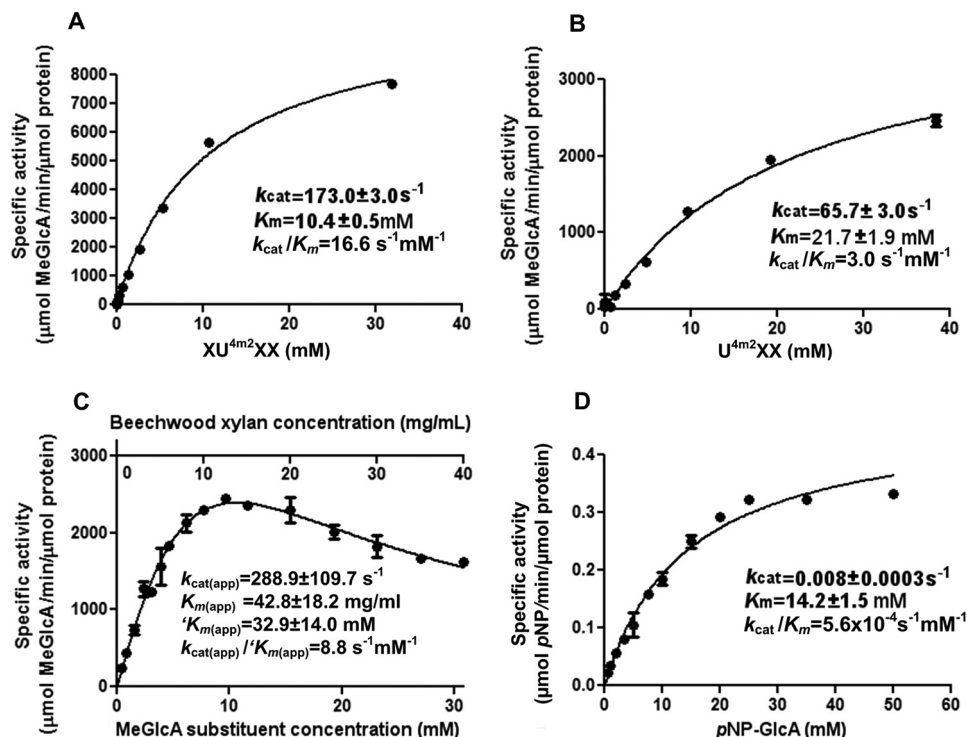 A
Specific activity
(µmol MeGlcA/min/µmol protein)
8000
7000
6000
5000
4000
3000
2000
1000
0
kcat=173.0±3.0s⁻¹
Km=10.4±0.5mM
kcat/Km=16.6 s⁻¹mM⁻¹
0 10 20 30 40
XU⁴ᵐ²XX (mM)
B
Specific activity
(µmol MeGlcA/min/µmol protein)
3000
2000
1000
0
kcat=65.7± 3.0s⁻¹
Km=21.7±1.9 mM
kcat/Km=3.0 s⁻¹mM⁻¹
0 10 20 30 40
U⁴ᵐ²XX (mM)
C
Beechwood xylan concentration (mg/mL)
0 10 20 30 40
Specific activity
(µmol MeGlcA/min/µmol protein)
3000
2000
1000
0
kcat(app)=288.9±109.7 s⁻¹
Km(app) =42.8±18.2 mg/ml
‘Km(app)=32.9±14.0 mM
kcat(app)/‘Km(app)=8.8 s⁻¹mM⁻¹
0 10 20 30
MeGlcA substituent concentration (mM)
D
Specific activity
(µmol pNP/min/µmol protein)
0.4
0.3
0.2
0.1
0.0
kcat=0.008±0.0003s⁻¹
Km=14.2±1.5 mM
kcat/Km=5.6x10⁻⁴s⁻¹mM⁻¹
0 10 20 30 40 50 60
pNP-GlcA (mM)